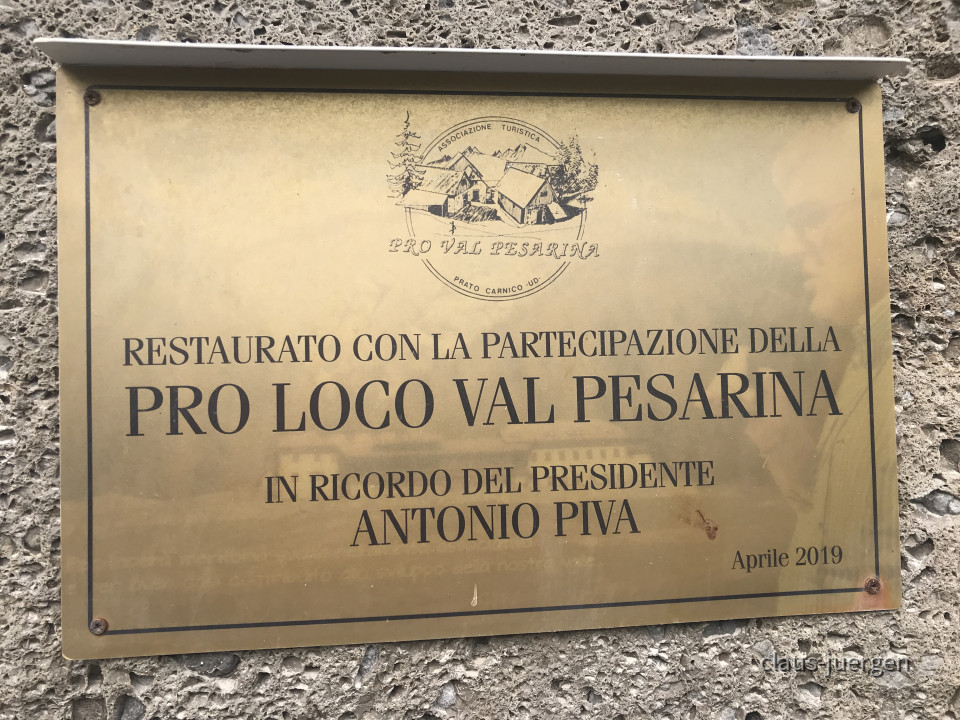 ASSOCIAZIONE TURISTICA
PRO VAL PESARINA
PRATO CARNICO -UD-
RESTAURATO CON LA PARTECIPAZIONE DELLA
PRO LOCO VAL PESARINA
IN RICORDO DEL PRESIDENTE
ANTONIO PIVA
Aprile 2019
claus-juergen